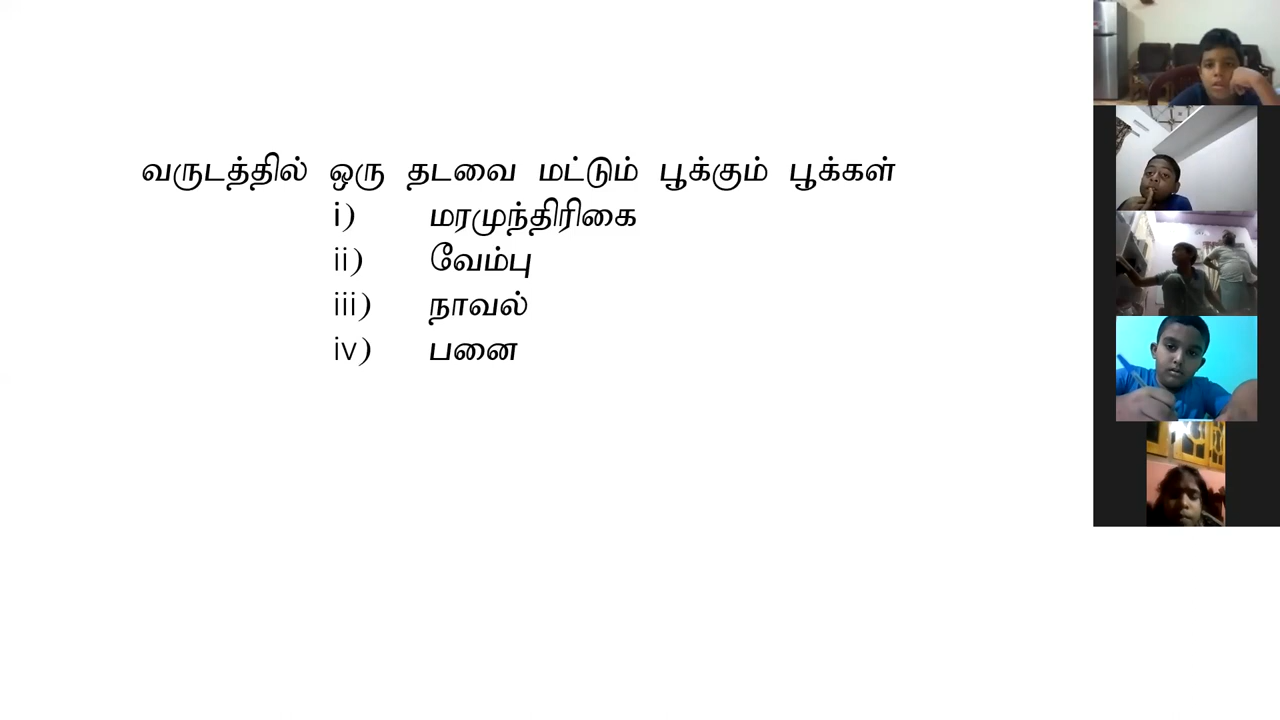 வருடத்தில் ஒரு தடவை மட்டும் பூக்கும் பூக்கள்
i) மரமுந்திரிகை
ii) வேம்பு
iii) நாவல்
iv) பனை